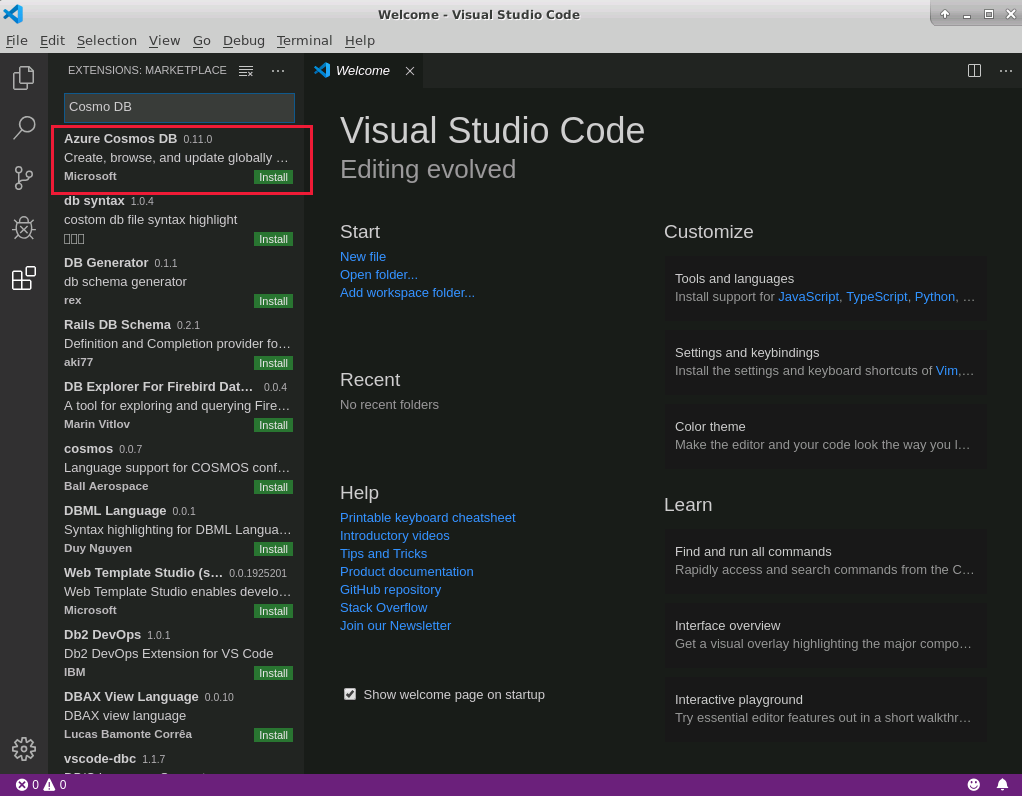 Welcome - Visual Studio Code
File Edit Selection View Go Debug Terminal Help
EXTENSIONS: MARKETPLACE
Cosmo DB
Azure Cosmos DB 0.11.0
Create, browse, and update globally …
Microsoft Install
db syntax 1.0.4
costom db file syntax highlight
Install
DB Generator 0.1.1
db schema generator
rex Install
Rails DB Schema 0.2.1
Definition and Completion provider fo…
aki77 Install
DB Explorer For Firebird Dat… 0.0.4
A tool for exploring and querying Fire…
Marin Vitlov Install
cosmos 0.0.7
Language support for COSMOS conf…
Ball Aerospace Install
DBML Language 0.0.1
Syntax highlighting for DBML Langua…
Duy Nguyen Install
Web Template Studio (s… 0.0.1925201
Web Template Studio enables develo…
Microsoft Install
Db2 DevOps 1.0.1
Db2 DevOps Extension for VS Code
IBM Install
DBAX View Language 0.0.10
DBAX view language
Lucas Bamonte Corrêa Install
vscode-dbc 1.1.7
Welcome
Visual Studio Code
Editing evolved
Start
New file
Open folder...
Add workspace folder...
Recent
No recent folders
Help
Printable keyboard cheatsheet
Introductory videos
Tips and Tricks
Product documentation
GitHub repository
Stack Overflow
Join our Newsletter
Show welcome page on startup
Customize
Tools and languages
Install support for JavaScript, TypeScript, Python, …
Settings and keybindings
Install the settings and keyboard shortcuts of Vim,…
Color theme
Make the editor and your code look the way you l…
Learn
Find and run all commands
Rapidly access and search commands from the C…
Interface overview
Get a visual overlay highlighting the major compo…
Interactive playground
Try essential editor features out in a short walkthr…
0 0